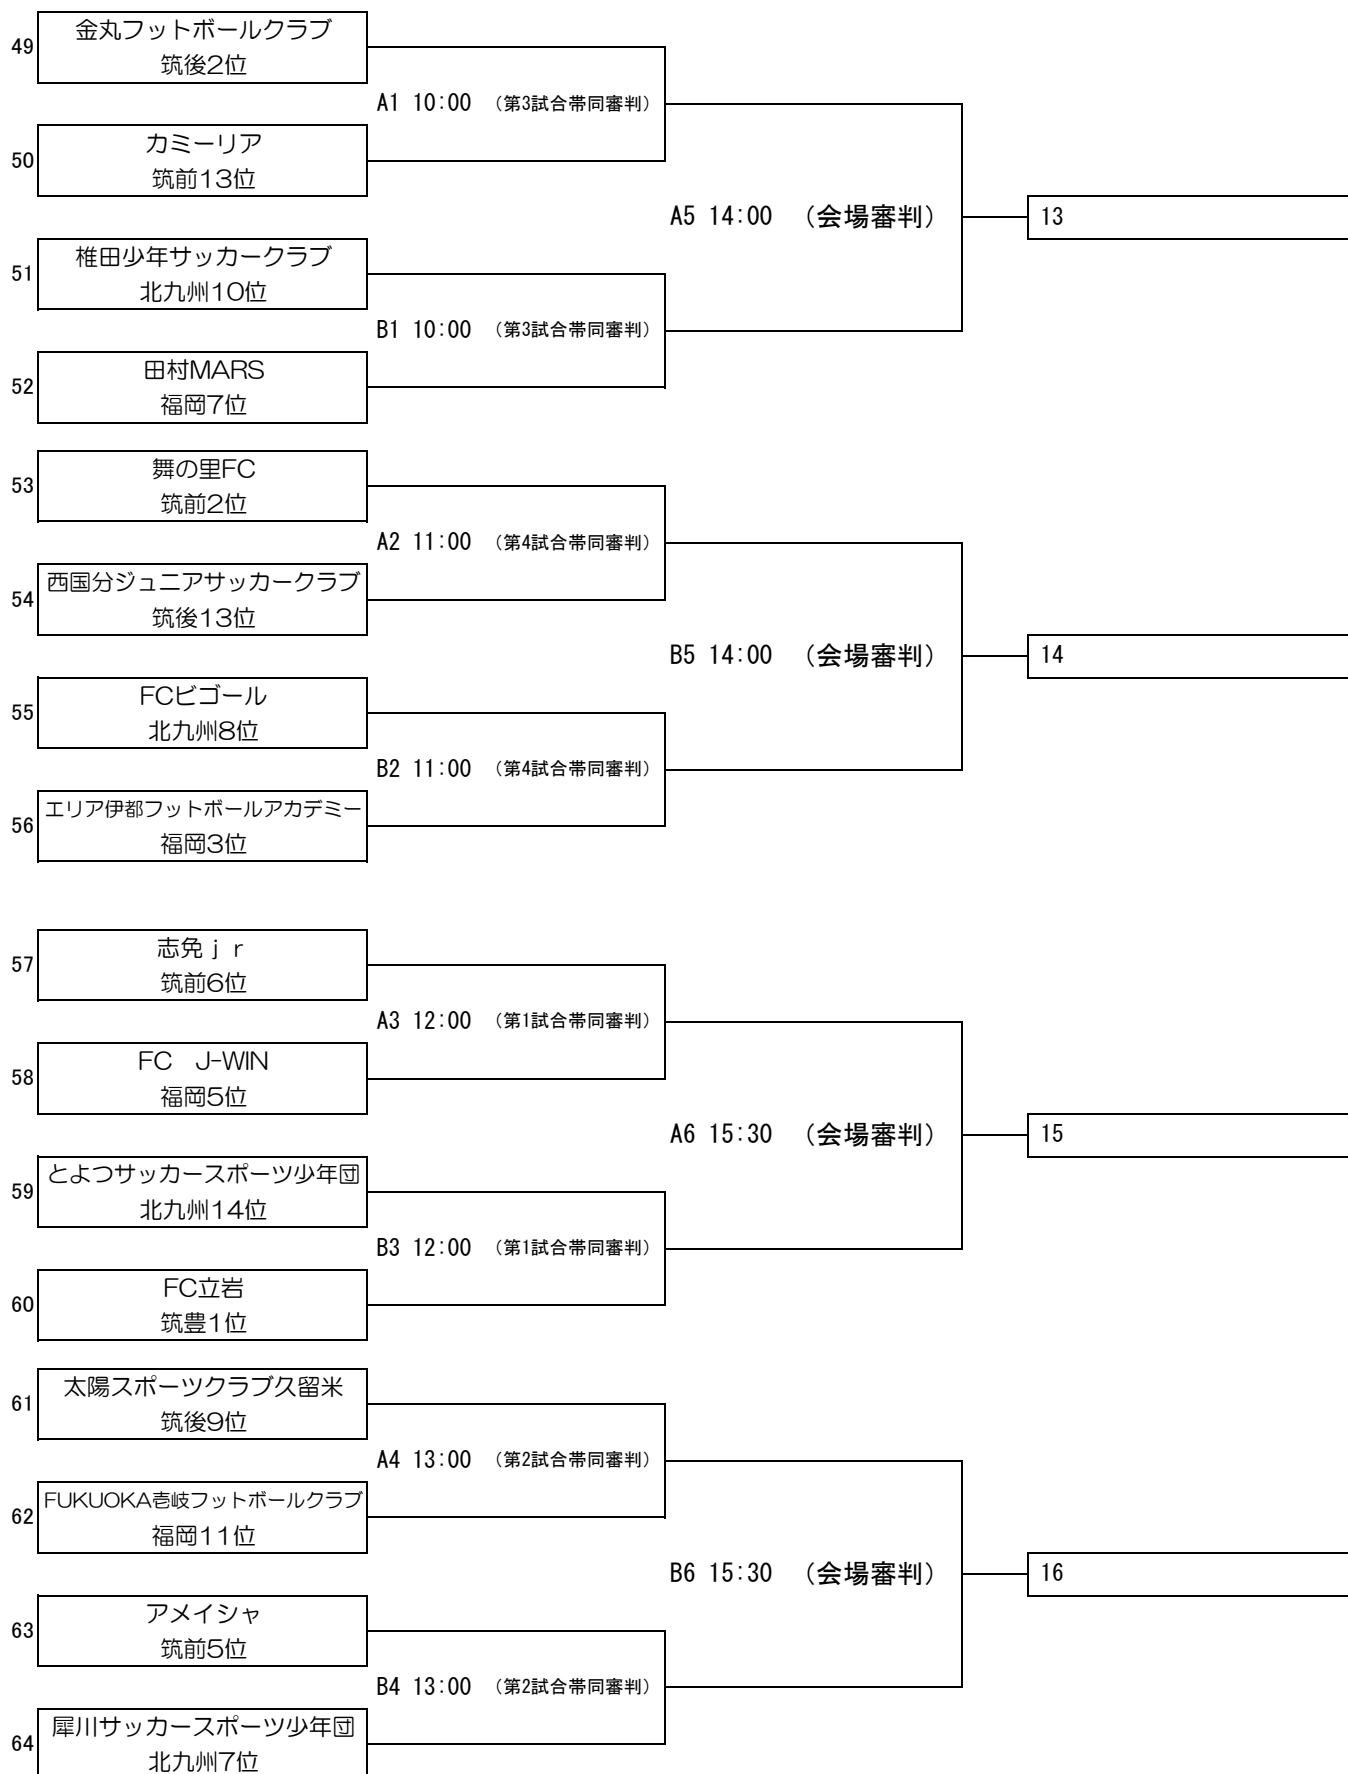 49
金丸フットボールクラブ
筑後2位
A1 10:00 （第3試合帯同審判）
50
カミーリア
筑前13位
A5 14:00 （会場審判）
13
51
椎田少年サッカークラブ
北九州10位
B1 10:00 （第3試合帯同審判）
52
田村MARS
福岡7位
53
舞の里FC
筑前2位
A2 11:00 （第4試合帯同審判）
54
西国分ジュニアサッカークラブ
筑後13位
B5 14:00 （会場審判）
14
55
FCビゴール
北九州8位
B2 11:00 （第4試合帯同審判）
56
エリア伊都フットボールアカデミー
福岡3位
57
志免ｊｒ
筑前6位
A3 12:00 （第1試合帯同審判）
58
FC　J-WIN
福岡5位
A6 15:30 （会場審判）
15
59
とよつサッカースポーツ少年団
北九州14位
B3 12:00 （第1試合帯同審判）
60
FC立岩
筑豊1位
61
太陽スポーツクラブ久留米
筑後9位
A4 13:00 （第2試合帯同審判）
62
FUKUOKA壱岐フットボールクラブ
福岡11位
B6 15:30 （会場審判）
16
63
アメイシャ
筑前5位
B4 13:00 （第2試合帯同審判）
64
犀川サッカースポーツ少年団
北九州7位